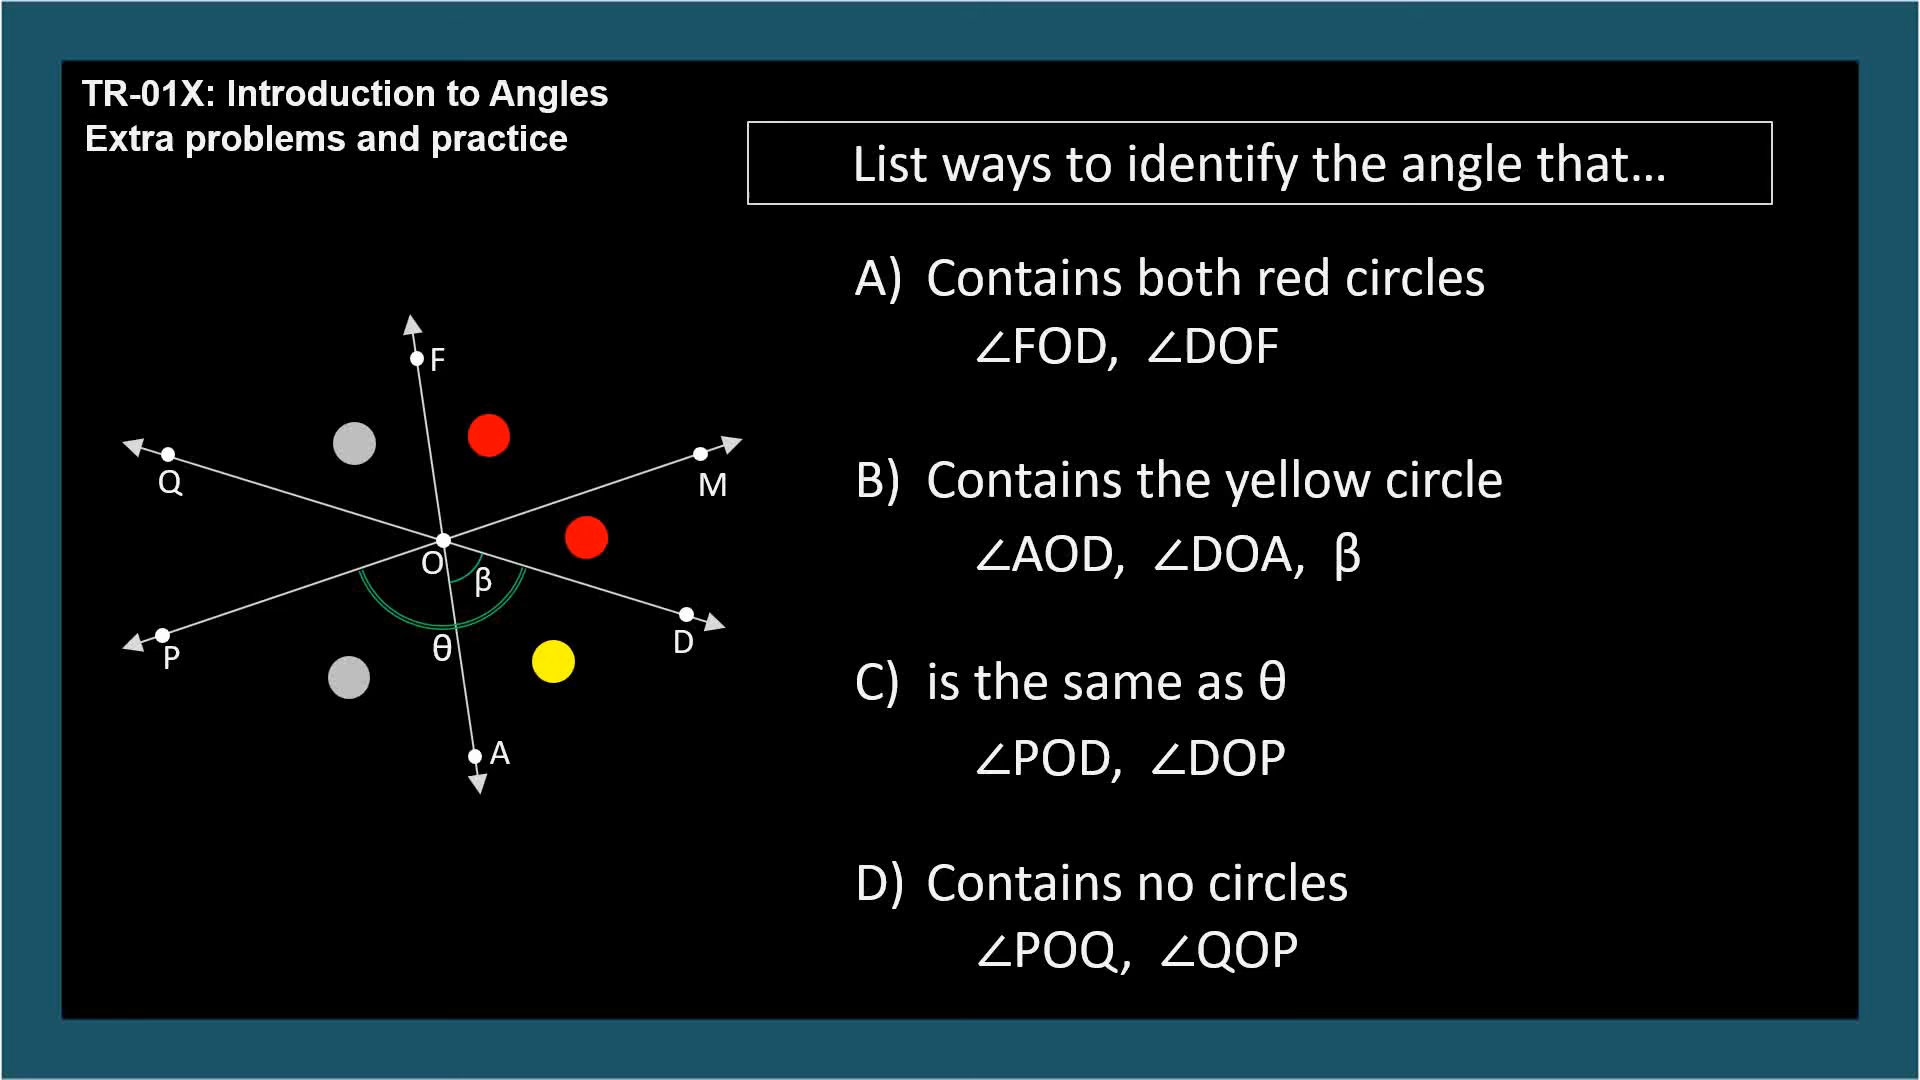 TR-01X: Introduction to Angles
Extra problems and practice
List ways to identify the angle that...
A) Contains both red circles
∠FOD, ∠DOF
B) Contains the yellow circle
∠AOD, ∠DOA, β
C) is the same as θ
∠POD, ∠DOP
D) Contains no circles
∠POQ, ∠QOP
F
Q
M
O
β
P
θ
D
A